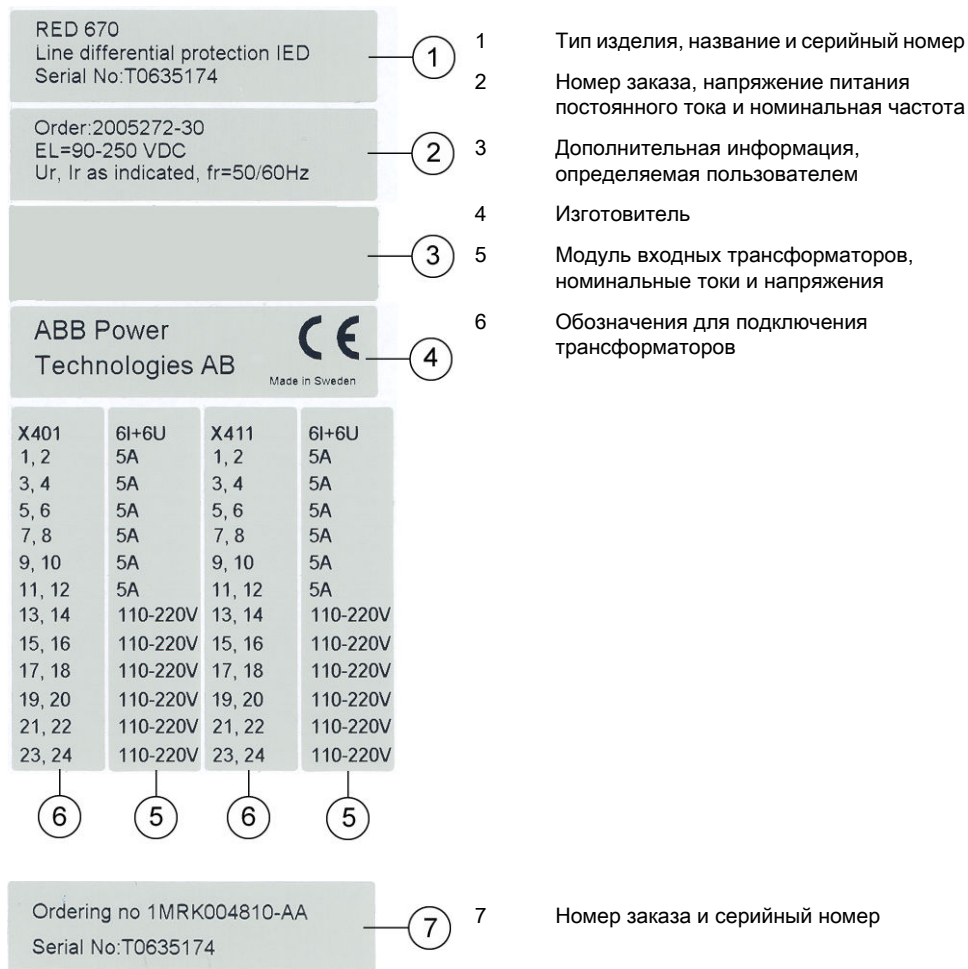 RED 670
Line differential protection IED
Serial No:T0635174
1
1 Тип изделия, название и серийный номер
Order:2005272-30
EL=90-250 VDC
Ur, Ir as indicated, fr=50/60Hz
2
2 Номер заказа, напряжение питания
постоянного тока и номинальная частота
3
3 Дополнительная информация,
определяемая пользователем
ABB Power
Technologies AB
CE
Made in Sweden
4
4 Изготовитель
5 Модуль входных трансформаторов,
номинальные токи и напряжения
6 Обозначения для подключения
трансформаторов
X401 6I+6U X411 6I+6U
1, 2 5A 1, 2 5A
3, 4 5A 3, 4 5A
5, 6 5A 5, 6 5A
7, 8 5A 7, 8 5A
9, 10 5A 9, 10 5A
11, 12 5A 11, 12 5A
13, 14 110-220V 13, 14 110-220V
15, 16 110-220V 15, 16 110-220V
17, 18 110-220V 17, 18 110-220V
19, 20 110-220V 19, 20 110-220V
21, 22 110-220V 21, 22 110-220V
23, 24 110-220V 23, 24 110-220V
6 5 6 5
Ordering no 1MRK004810-AA
Serial No:T0635174
7
7 Номер заказа и серийный номер